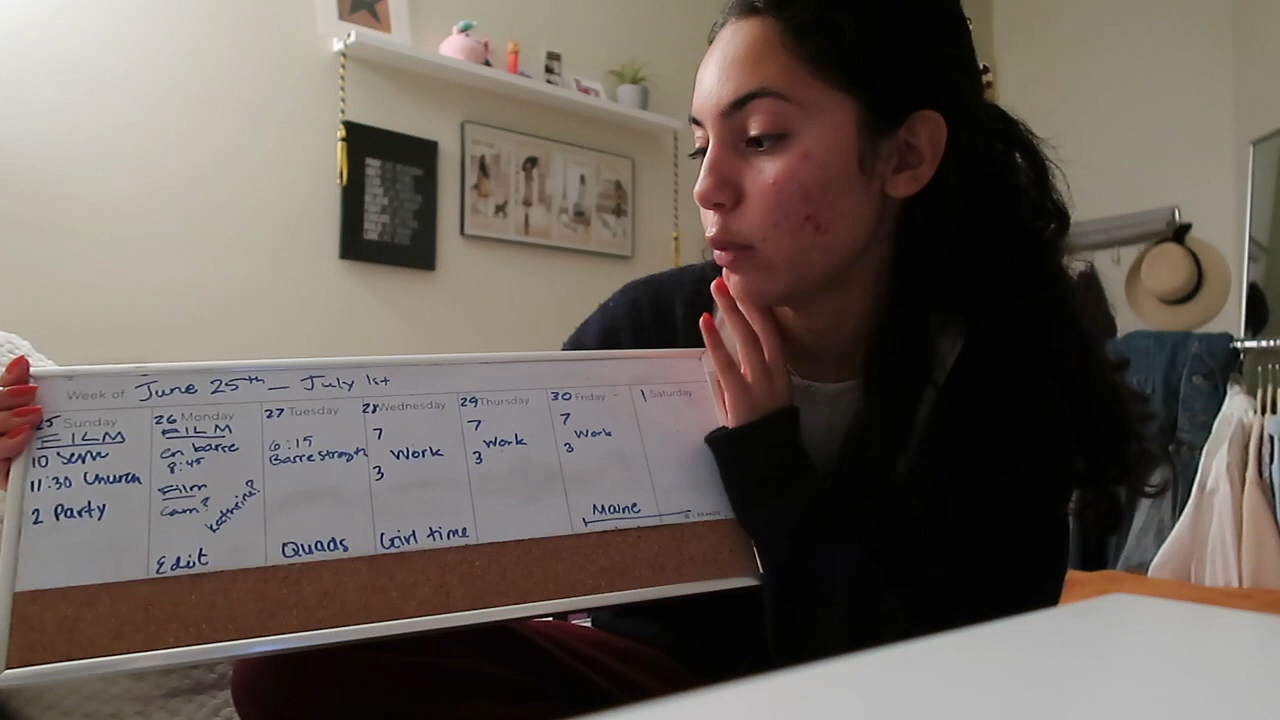 Week of June 25th - July 1st
25 Sunday
FILM
10 Serve
11:30 Church
2 Party
26 Monday
FILM
en barre
8:45
Film
Cam?
Kathrine?
Edit
27 Tuesday
6:15
Barre strength
Quads
28 Wednesday
7
Work
3
Girl time
29 Thursday
7
Work
3
30 Friday
7
Work
3
1 Saturday
Maine